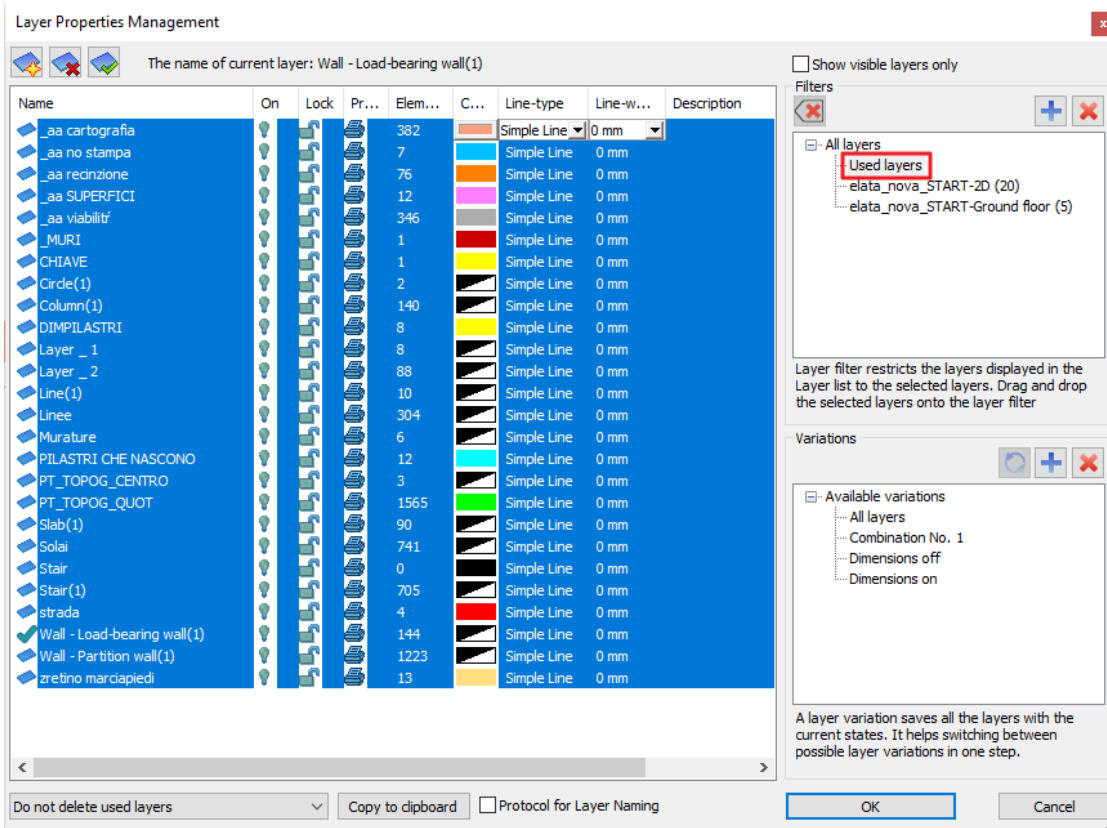 Layer Properties Management
x
The name of current layer: Wall - Load-bearing wall(1)
Show visible layers only
Filters
Name On Lock Pr... Elem... C... Line-type Line-w... Description
_aa cartografia 382 Simple Line 0 mm
_aa no stampa 7 Simple Line 0 mm
_aa recinzione 76 Simple Line 0 mm
_aa SUPERFICI 12 Simple Line 0 mm
_aa viabilitŕ 346 Simple Line 0 mm
_MURI 1 Simple Line 0 mm
CHIAVE 1 Simple Line 0 mm
Circle(1) 2 Simple Line 0 mm
Column(1) 140 Simple Line 0 mm
DIMPILASTRI 8 Simple Line 0 mm
Layer _ 1 8 Simple Line 0 mm
Layer _ 2 88 Simple Line 0 mm
Line(1) 10 Simple Line 0 mm
Linee 304 Simple Line 0 mm
Murature 6 Simple Line 0 mm
PILASTRI CHE NASCONO 12 Simple Line 0 mm
PT_TOPOG_CENTRO 3 Simple Line 0 mm
PT_TOPOG_QUOT 1565 Simple Line 0 mm
Slab(1) 90 Simple Line 0 mm
Solai 741 Simple Line 0 mm
Stair 0 Simple Line 0 mm
Stair(1) 705 Simple Line 0 mm
strada 4 Simple Line 0 mm
Wall - Load-bearing wall(1) 144 Simple Line 0 mm
Wall - Partition wall(1) 1223 Simple Line 0 mm
zretino marciapiedi 13 Simple Line 0 mm
All layers
Used layers
elata_nova_START-2D (20)
elata_nova_START-Ground floor (5)
Layer filter restricts the layers displayed in the
Layer list to the selected layers. Drag and drop
the selected layers onto the layer filter
Variations
Available variations
All layers
Combination No. 1
Dimensions off
Dimensions on
A layer variation saves all the layers with the
current states. It helps switching between
possible layer variations in one step.
Do not delete used layers
Copy to clipboard
Protocol for Layer Naming
OK
Cancel